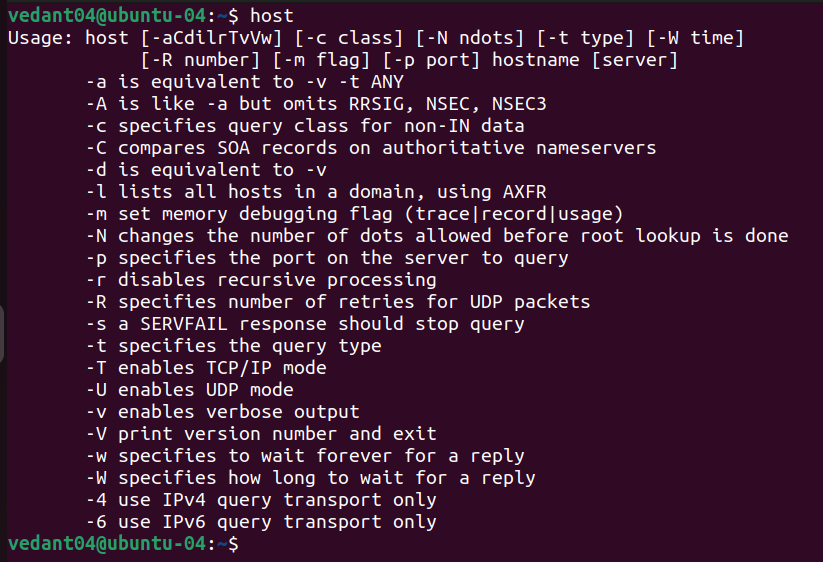 vedant04@ubuntu-04:~$ host
Usage: host [-aCdilrTvVw] [-c class] [-N ndots] [-t type] [-W time]
            [-R number] [-m flag] [-p port] hostname [server]
       -a is equivalent to -v -t ANY
       -A is like -a but omits RRSIG, NSEC, NSEC3
       -c specifies query class for non-IN data
       -C compares SOA records on authoritative nameservers
       -d is equivalent to -v
       -l lists all hosts in a domain, using AXFR
       -m set memory debugging flag (trace|record|usage)
       -N changes the number of dots allowed before root lookup is done
       -p specifies the port on the server to query
       -r disables recursive processing
       -R specifies number of retries for UDP packets
       -s a SERVFAIL response should stop query
       -t specifies the query type
       -T enables TCP/IP mode
       -U enables UDP mode
       -v enables verbose output
       -V print version number and exit
       -w specifies to wait forever for a reply
       -W specifies how long to wait for a reply
       -4 use IPv4 query transport only
       -6 use IPv6 query transport only
vedant04@ubuntu-04:~$